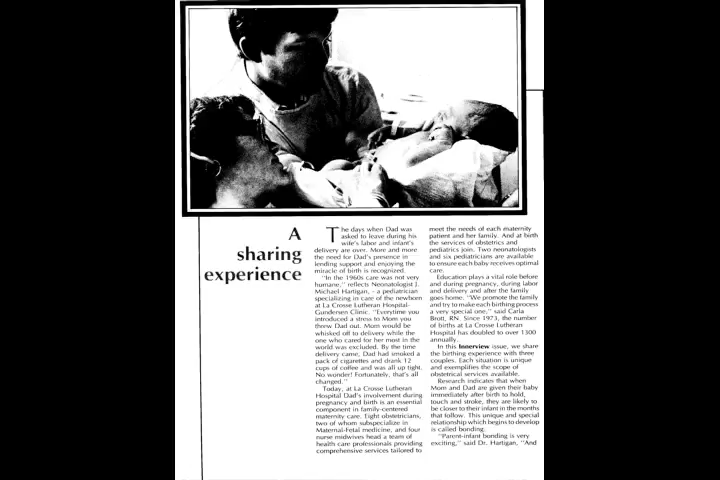 A
sharing
experience
The days when Dad was
asked to leave during his
wife's labor and infant's
delivery are over. More and more
the need for Dad's presence in
lending support and enjoying the
miracle of birth is recognized.
"In the 1960s care was not very
humane," reflects Neonatologist J.
Michael Hartigan, - a pediatrician
specializing in care of the newborn
at La Crosse Lutheran Hospital-
Gundersen Clinic. "Everytime you
introduced a stress to Mom you
threw Dad out. Mom would be
whisked off to delivery while the
one who cared for her most in the
world was excluded. By the time
delivery came, Dad had smoked a
pack of cigarettes and drank 12
cups of coffee and was all up tight.
No wonder! Fortunately, that's all
changed."
Today, at La Crosse Lutheran
Hospital Dad's involvement during
pregnancy and birth is an essential
component in family-centered
maternity care. Eight obstetricians,
two of whom subspecialize in
Maternal-Fetal medicine, and four
nurse midwives head a team of
health care professionals providing
comprehensive services tailored to
meet the needs of each maternity
patient and her family. And at birth
the services of obstetrics and
pediatrics join. Two neonatologists
and six pediatricians are available
to ensure each baby receives optimal
care.
Education plays a vital role before
and during pregnancy, during labor
and delivery and after the family
goes home. "We promote the family
and try to make each birthing process
a very special one," said Carla
Brott, RN. Since 1973, the number
of births at La Crosse Lutheran
Hospital has doubled to over 1300
annually.
In this Innerview issue, we share
the birthing experience with three
couples. Each situation is unique
and exemplifies the scope of
obstetrical services available.
Research indicates that when
Mom and Dad are given their baby
immediately after birth to hold,
touch and stroke, they are likely to
be closer to their infant in the months
that follow. This unique and special
relationship which begins to develop
is called bonding.
"Parent-infant bonding is very
exciting," said Dr. Hartigan, "And